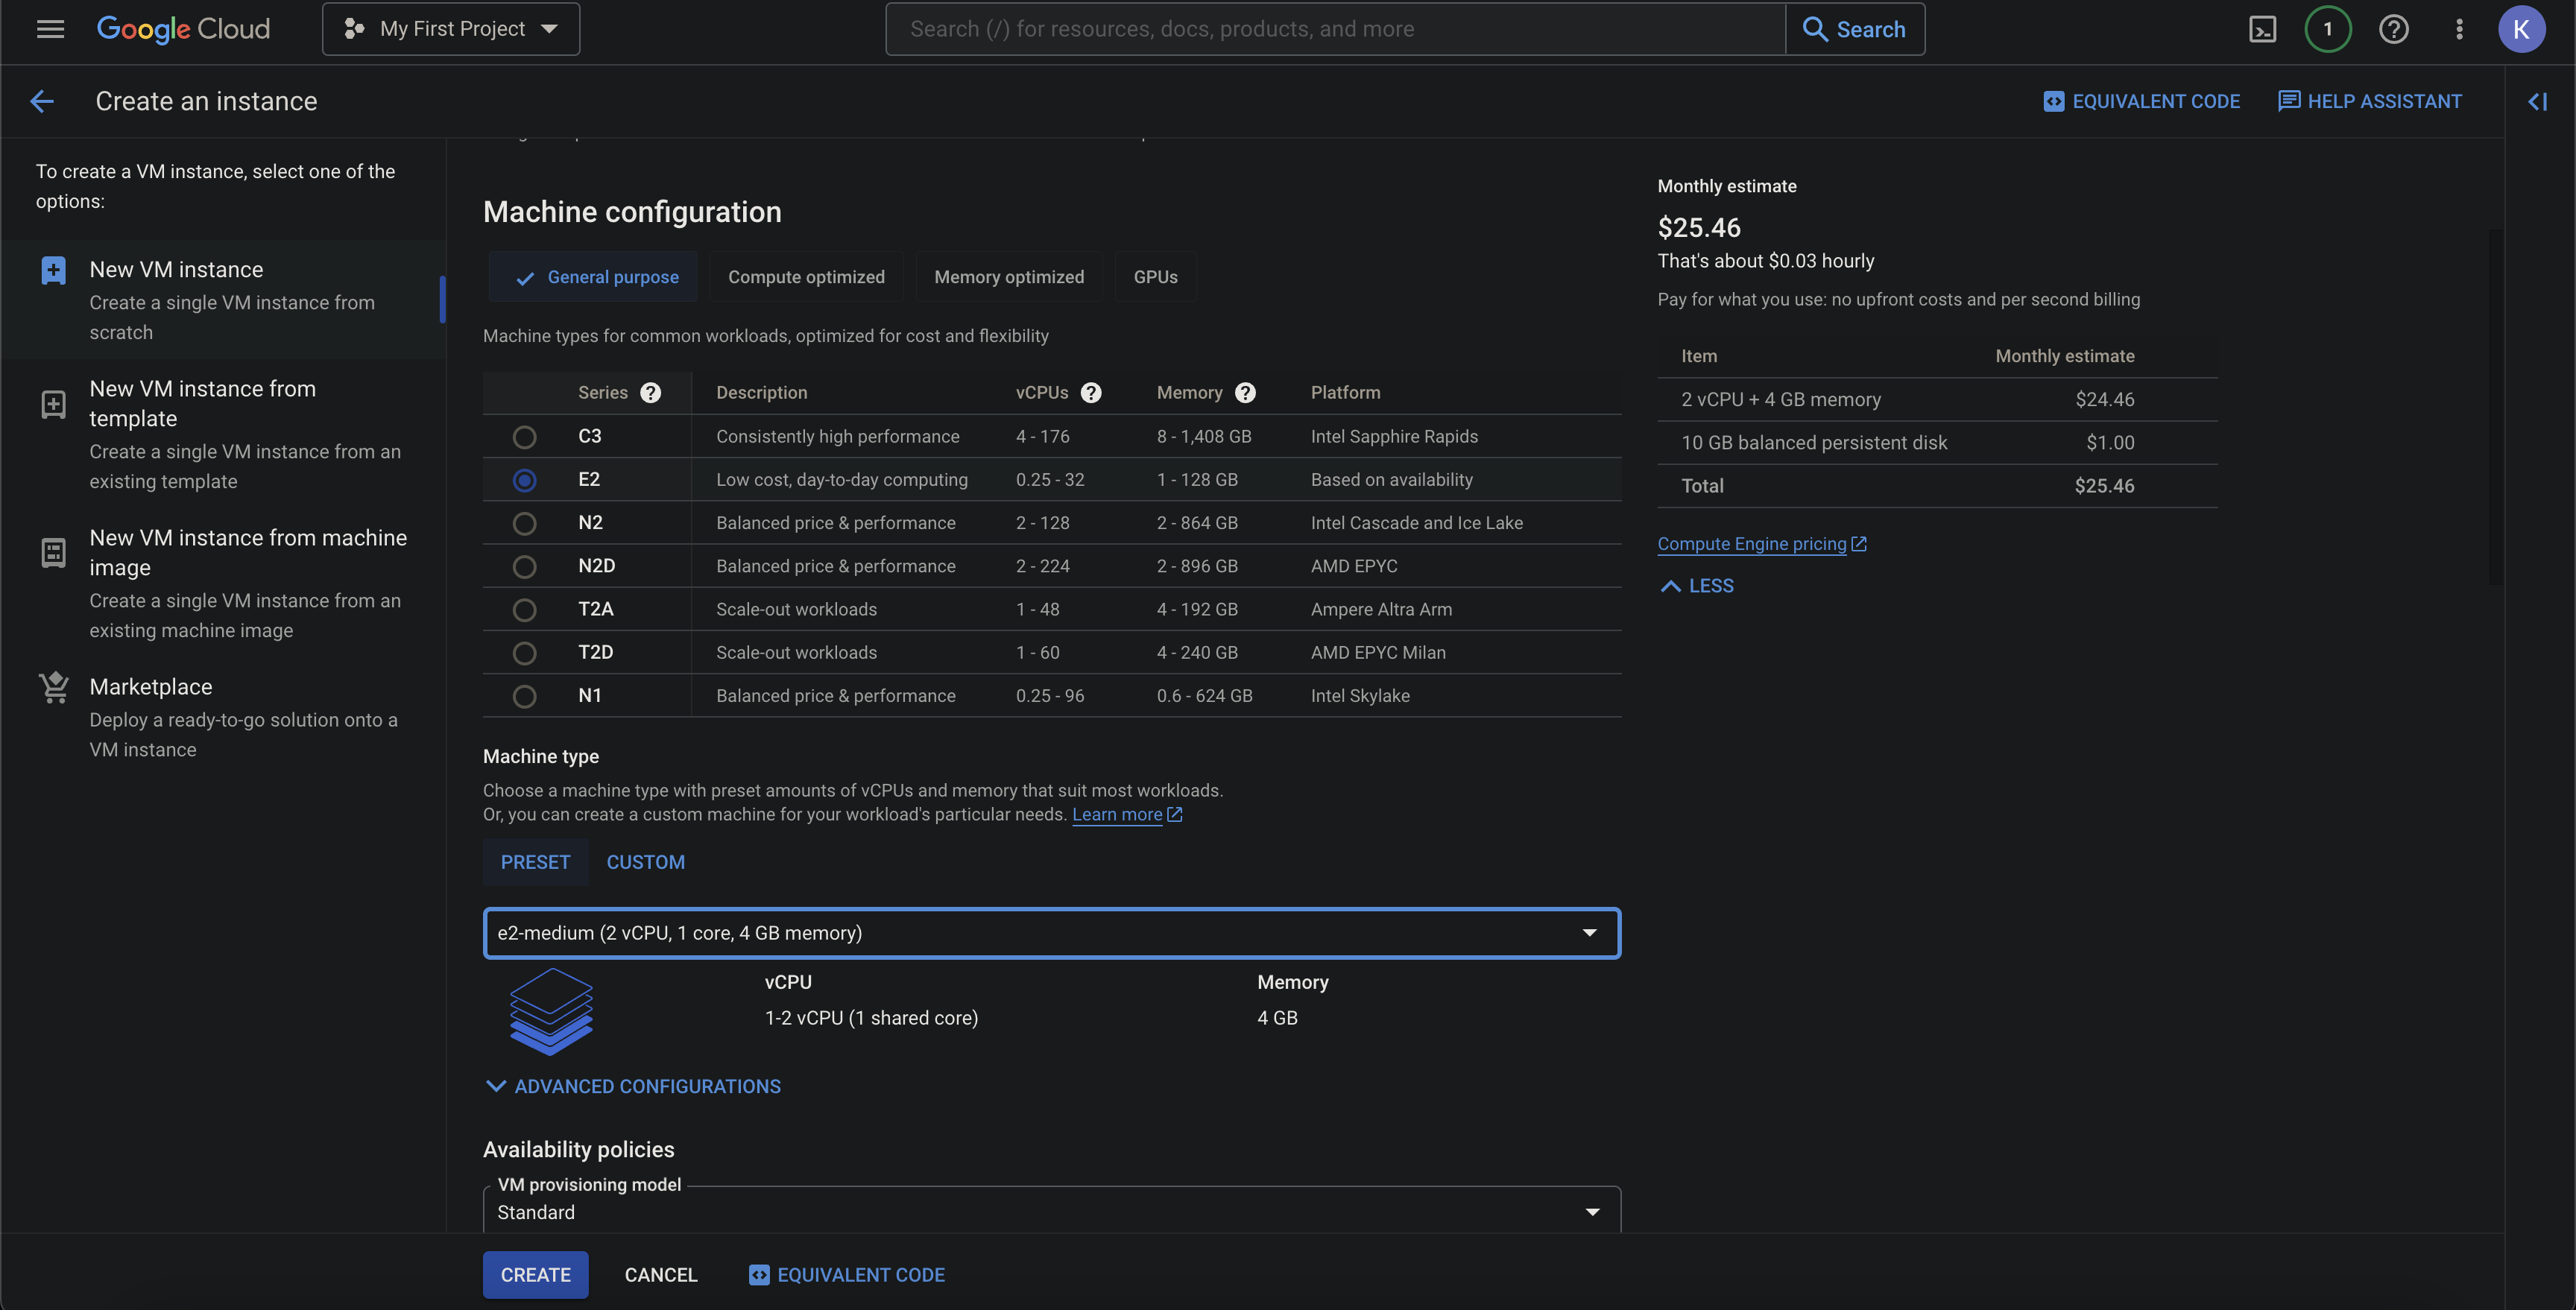 Google Cloud
My First Project
Search (/) for resources, docs, products, and more
Search
1
K
Create an instance
EQUIVALENT CODE
HELP ASSISTANT
To create a VM instance, select one of the
options:
New VM instance
Create a single VM instance from
scratch
New VM instance from
template
Create a single VM instance from an
existing template
New VM instance from machine
image
Create a single VM instance from an
existing machine image
Marketplace
Deploy a ready-to-go solution onto a
VM instance
Machine configuration
General purpose
Compute optimized
Memory optimized
GPUs
Machine types for common workloads, optimized for cost and flexibility
Series Description vCPUs Memory Platform
C3 Consistently high performance 4 - 176 8 - 1,408 GB Intel Sapphire Rapids
E2 Low cost, day-to-day computing 0.25 - 32 1 - 128 GB Based on availability
N2 Balanced price & performance 2 - 128 2 - 864 GB Intel Cascade and Ice Lake
N2D Balanced price & performance 2 - 224 2 - 896 GB AMD EPYC
T2A Scale-out workloads 1 - 48 4 - 192 GB Ampere Altra Arm
T2D Scale-out workloads 1 - 60 4 - 240 GB AMD EPYC Milan
N1 Balanced price & performance 0.25 - 96 0.6 - 624 GB Intel Skylake
Machine type
Choose a machine type with preset amounts of vCPUs and memory that suit most workloads.
Or, you can create a custom machine for your workload's particular needs. Learn more
PRESET
CUSTOM
e2-medium (2 vCPU, 1 core, 4 GB memory)
vCPU Memory
1-2 vCPU (1 shared core) 4 GB
ADVANCED CONFIGURATIONS
Availability policies
VM provisioning model
Standard
CREATE
CANCEL
EQUIVALENT CODE
Monthly estimate
$25.46
That's about $0.03 hourly
Pay for what you use: no upfront costs and per second billing
Item Monthly estimate
2 vCPU + 4 GB memory $24.46
10 GB balanced persistent disk $1.00
Total $25.46
Compute Engine pricing
LESS